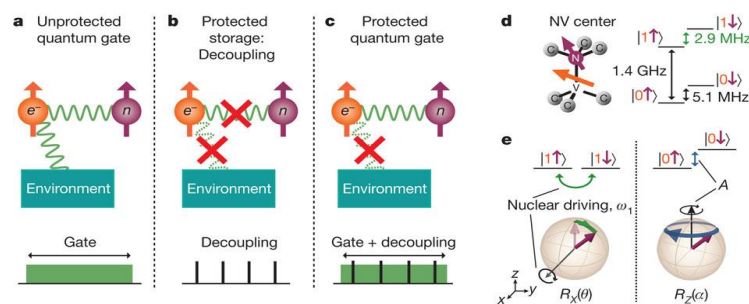 a Unprotected quantum gate
b Protected storage: Decoupling
c Protected quantum gate
e⁻ n
e⁻ n
e⁻ n
Environment
Environment
Environment
Gate
Decoupling
Gate + decoupling
d NV center
C C N C V C C C
|1↑⟩ |1↓⟩
2.9 MHz
1.4 GHz
|0↑⟩ |0↓⟩
5.1 MHz
e
|1↑⟩ |1↓⟩
|0↑⟩ |0↓⟩
A
Nuclear driving, ω₁
z
y
x
Rₓ(θ)
R_Z(α)